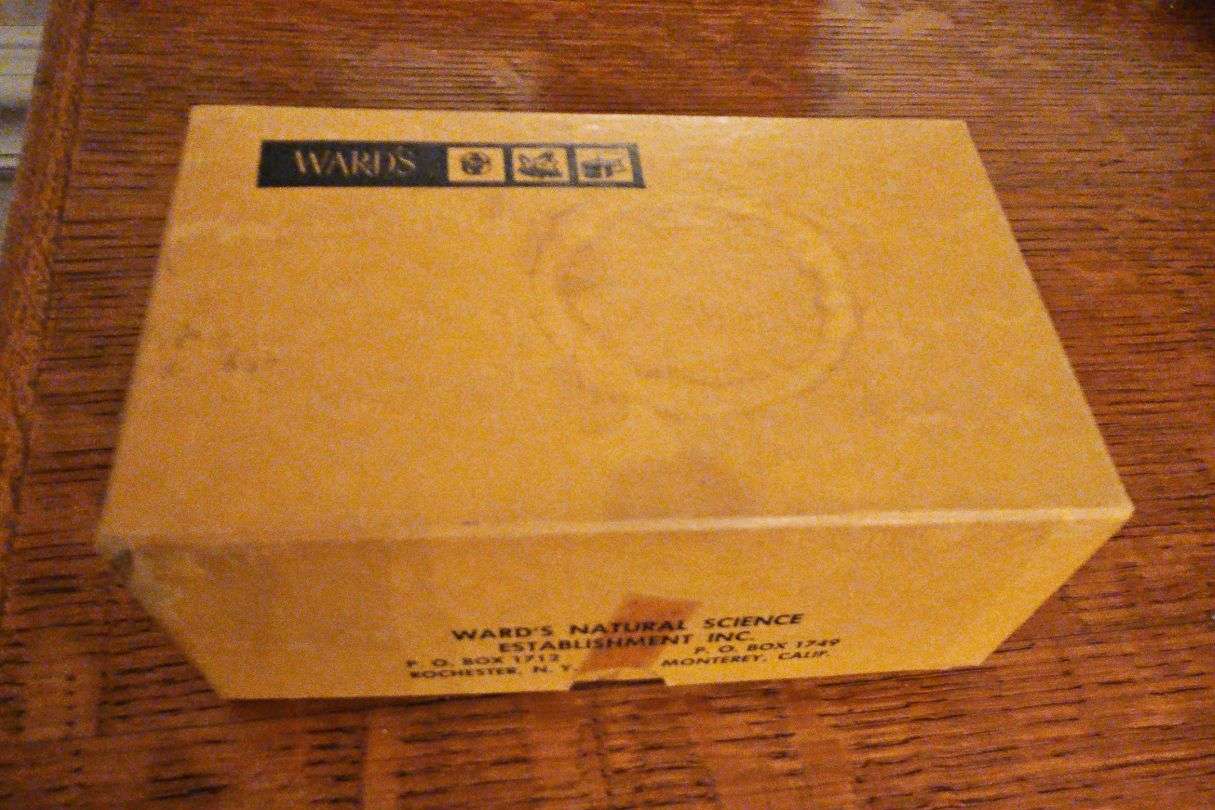 WARD'S
WARD'S NATURAL SCIENCE
ESTABLISHMENT INC.
P. O. BOX 1712
ROCHESTER, N. Y.
P. O. BOX 1749
MONTEREY, CALIF.